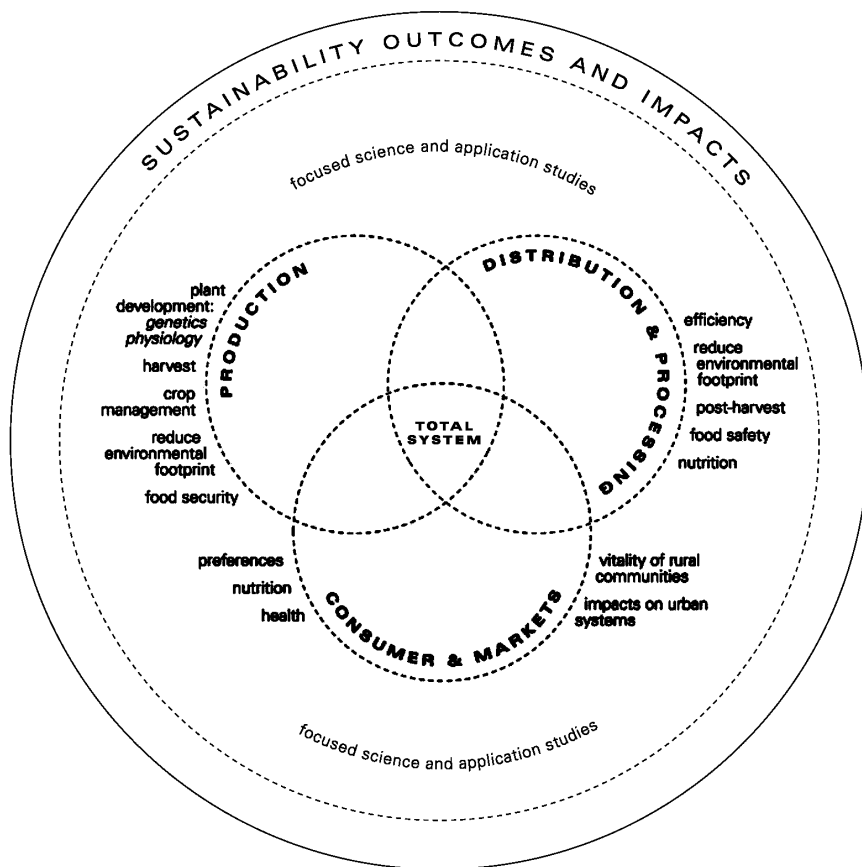 SUSTAINABILITY OUTCOMES AND IMPACTS
focused science and application studies
PRODUCTION
plant
development:
genetics
physiology
harvest
crop
management
reduce
environmental
footprint
food security
DISTRIBUTION & PROCESSING
efficiency
reduce
environmental
footprint
post-harvest
food safety
nutrition
TOTAL
SYSTEM
preferences
nutrition
health
CONSUMER & MARKETS
vitality of rural
communities
impacts on urban
systems
focused science and application studies